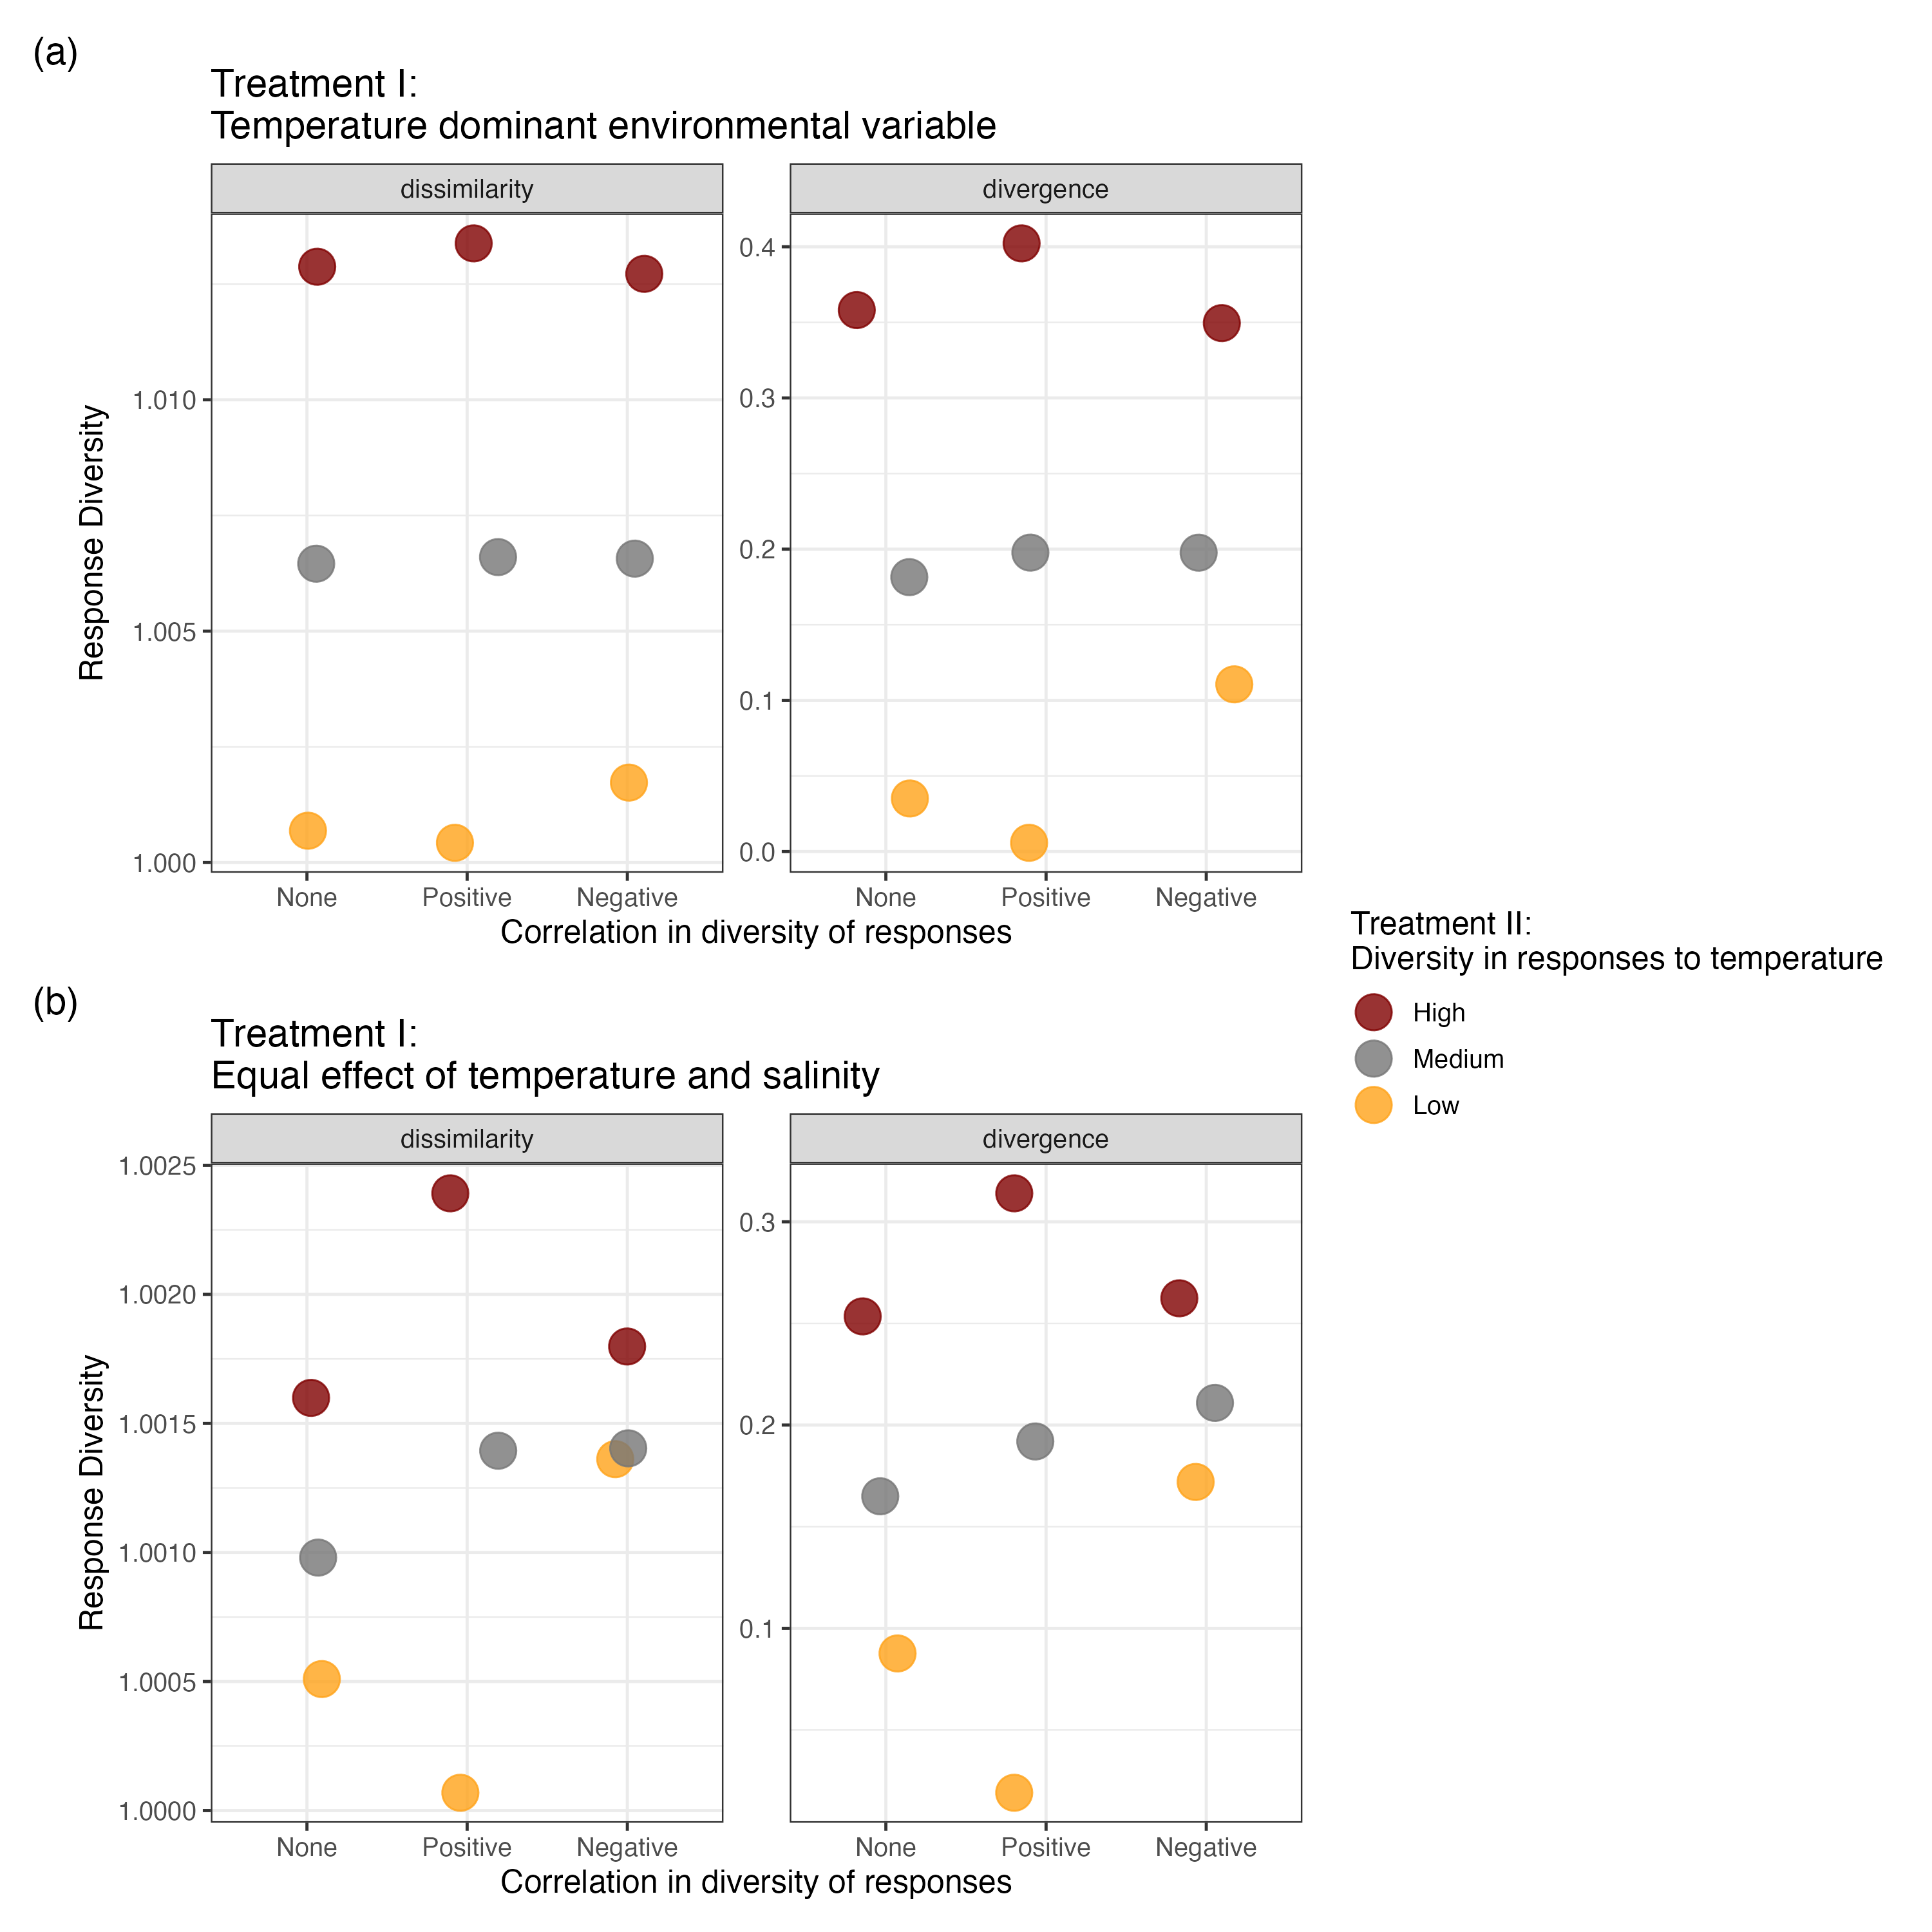 (a)
Treatment I:
Temperature dominant environmental variable
dissimilarity
divergence
Response Diversity
1.010
1.005
1.000
0.4
0.3
0.2
0.1
0.0
None Positive Negative
None Positive Negative
Correlation in diversity of responses
Treatment II:
Diversity in responses to temperature
High
Medium
Low
(b)
Treatment I:
Equal effect of temperature and salinity
dissimilarity
divergence
Response Diversity
1.0025
1.0020
1.0015
1.0010
1.0005
1.0000
0.3
0.2
0.1
None Positive Negative
None Positive Negative
Correlation in diversity of responses